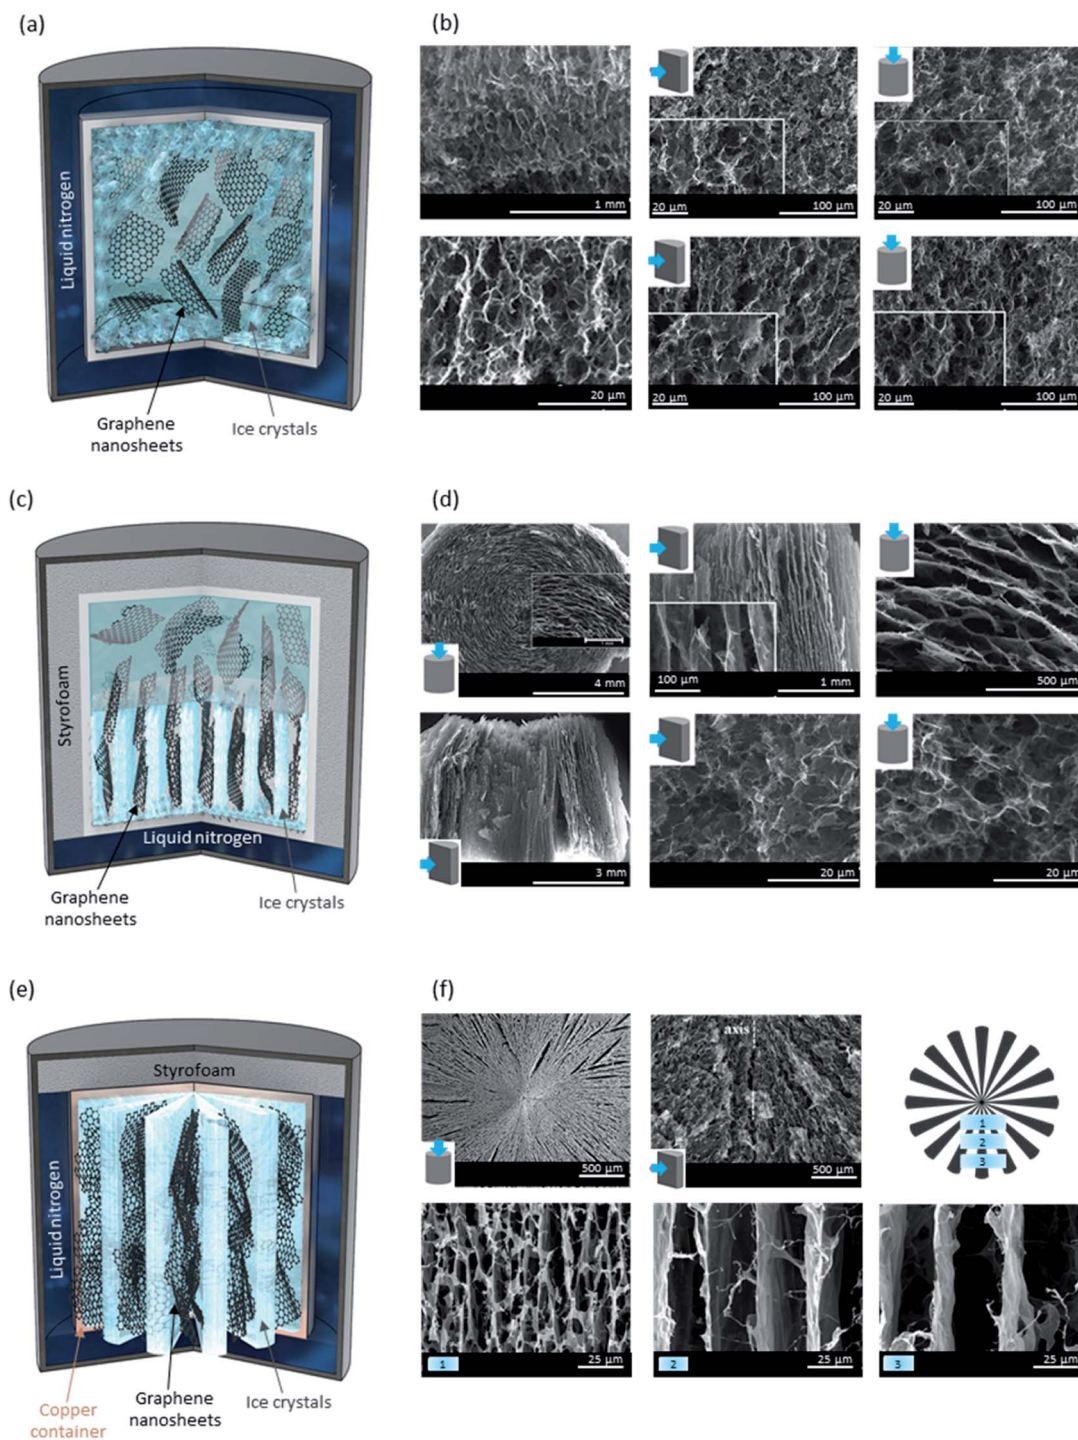 (a)
Liquid nitrogen
Graphene
nanosheets
Ice crystals
(b)
1 mm
20 µm
100 µm
20 µm
100 µm
20 µm
20 µm
100 µm
20 µm
100 µm
(c)
Styrofoam
Liquid nitrogen
Graphene
nanosheets
Ice crystals
(d)
4 mm
100 µm
1 mm
500 µm
3 mm
20 µm
20 µm
(e)
Styrofoam
Liquid nitrogen
Copper
container
Graphene
nanosheets
Ice crystals
(f)
500 µm
axis
500 µm
1
2
3
1
25 µm
2
25 µm
3
25 µm